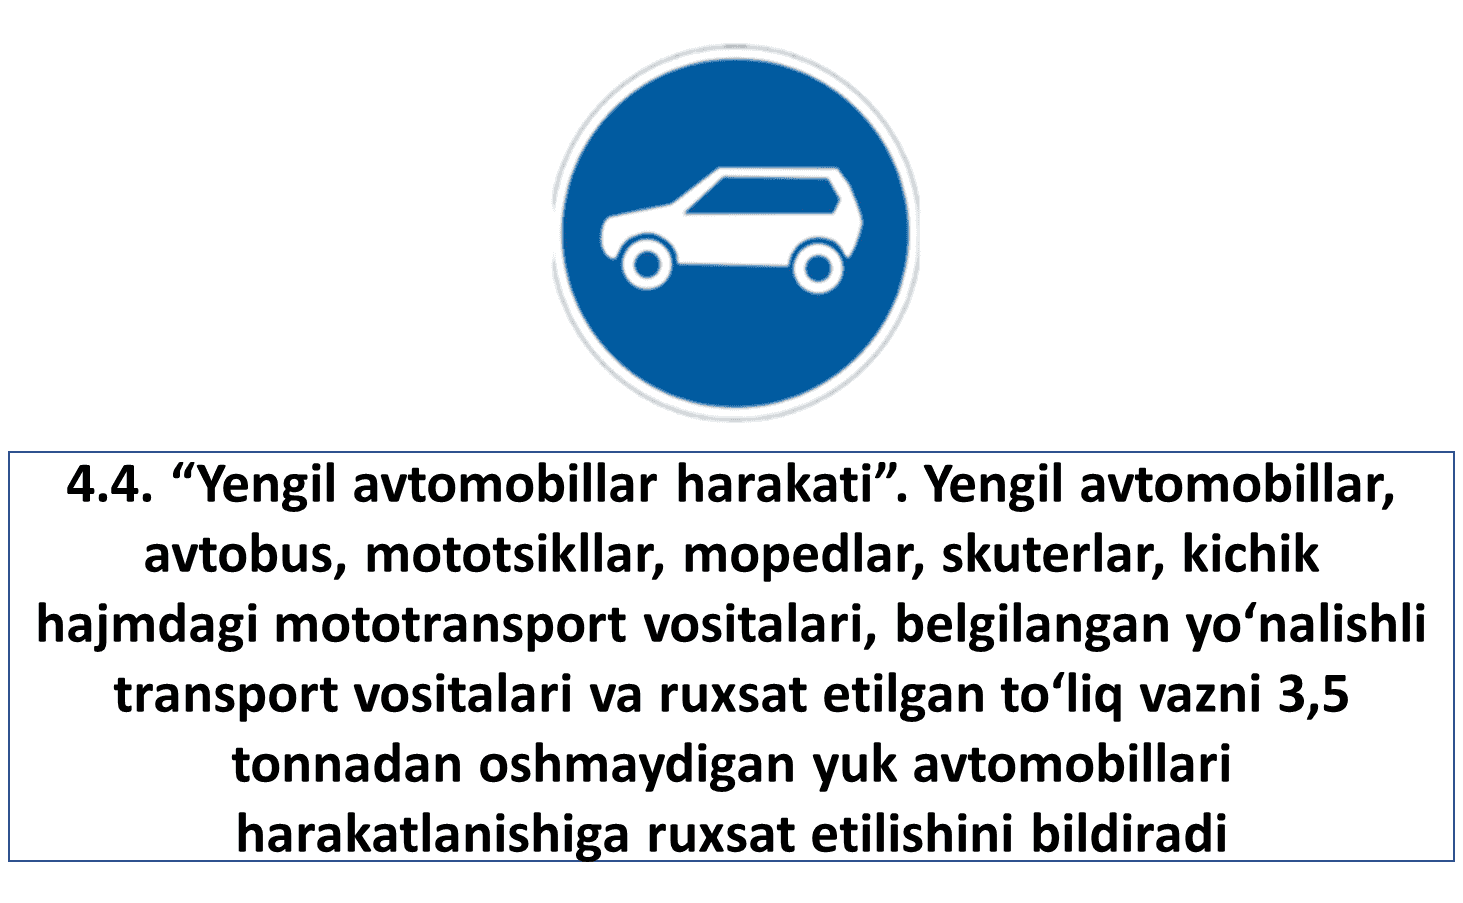 4.4. “Yengil avtomobillar harakati”. Yengil avtomobillar,
avtobus, mototsikllar, mopedlar, skuterlar, kichik
hajmdagi mototransport vositalari, belgilangan yo‘nalishli
transport vositalari va ruxsat etilgan to‘liq vazni 3,5
tonnadan oshmaydigan yuk avtomobillari
harakatlanishiga ruxsat etilishini bildiradi